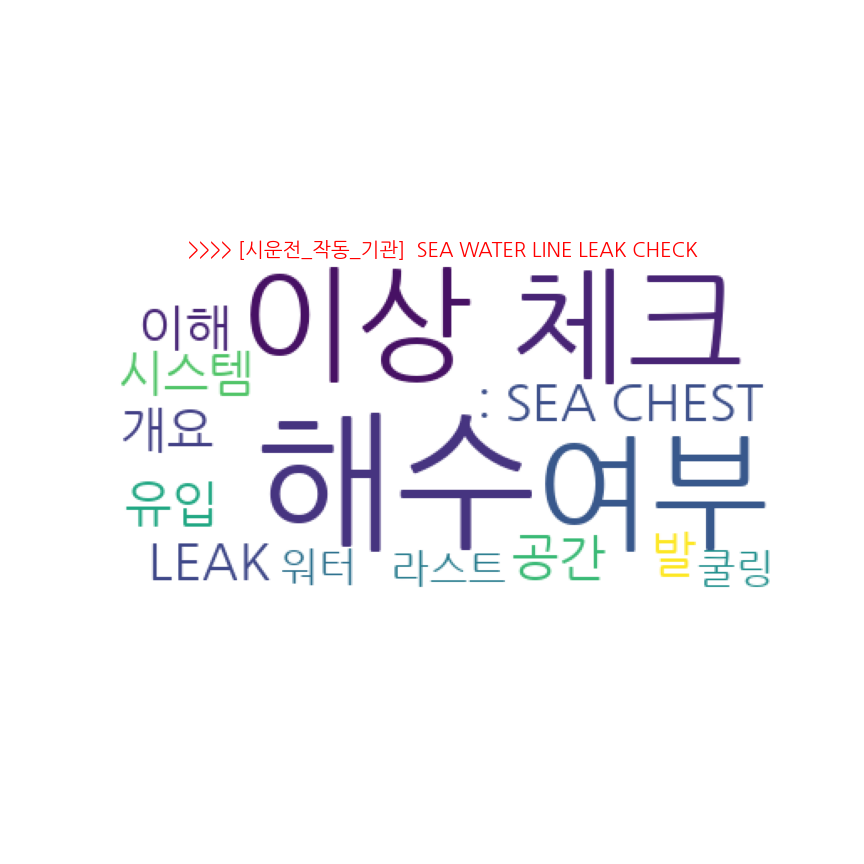 >>>> [시운전_작동_기관] SEA WATER LINE LEAK CHECK
이해 이상 체크
시스템
: SEA CHEST
개요
해수 여부
유입
LEAK 워터 라스트 공간 발 쿨링